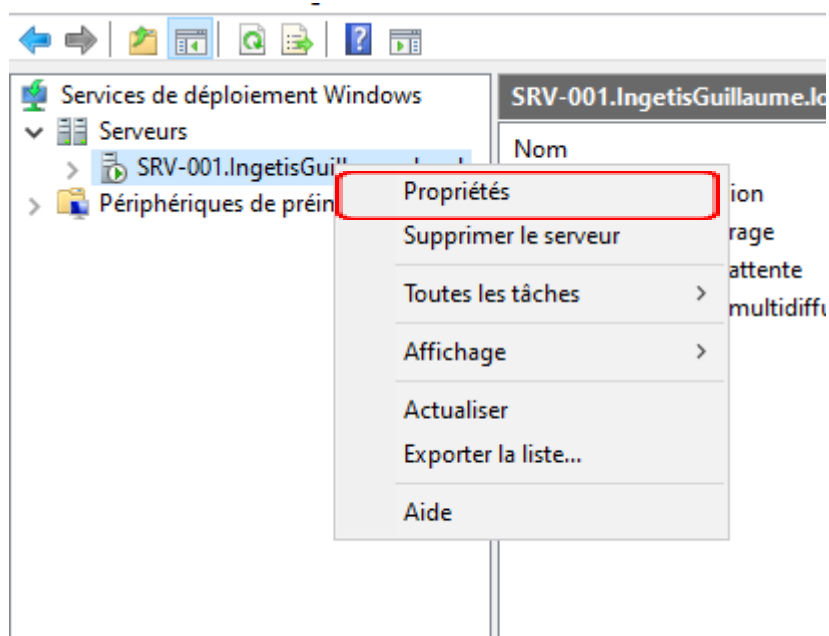 Services de déploiement Windows
Serveurs
SRV-001.IngetisGui
Périphériques de préin
SRV-001.IngetisGuillaume.lo
Nom
ion
rage
attente
multidiffu
Propriétés
Supprimer le serveur
Toutes les tâches
Affichage
Actualiser
Exporter la liste...
Aide